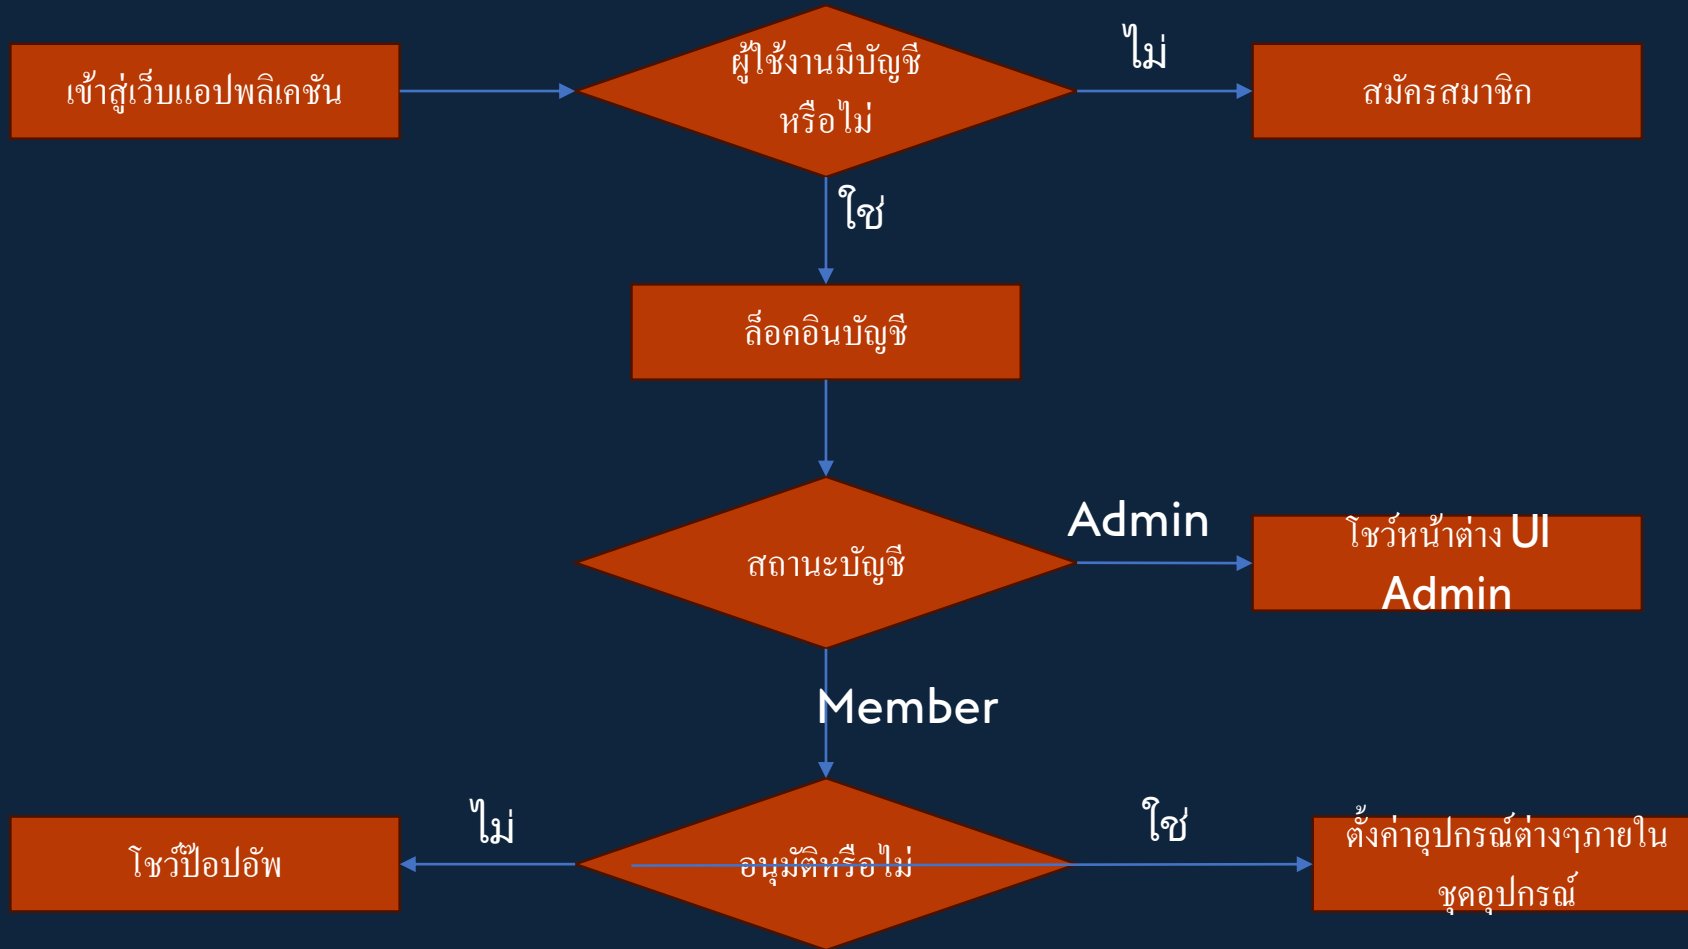 เข้าสู่เว็บแอปพลิเคชัน
ผู้ใช้งานมีบัญชี
หรือไม่
ไม่
สมัครสมาชิก
ใช่
ล็อคอินบัญชี
สถานะบัญชี
Admin
โชว์หน้าต่าง UI
Admin
Member
โชว์ป๊อปอัพ
ไม่
อนุมัติหรือไม่
ใช่
ตั้งค่าอุปกรณ์ต่างๆภายใน
ชุดอุปกรณ์